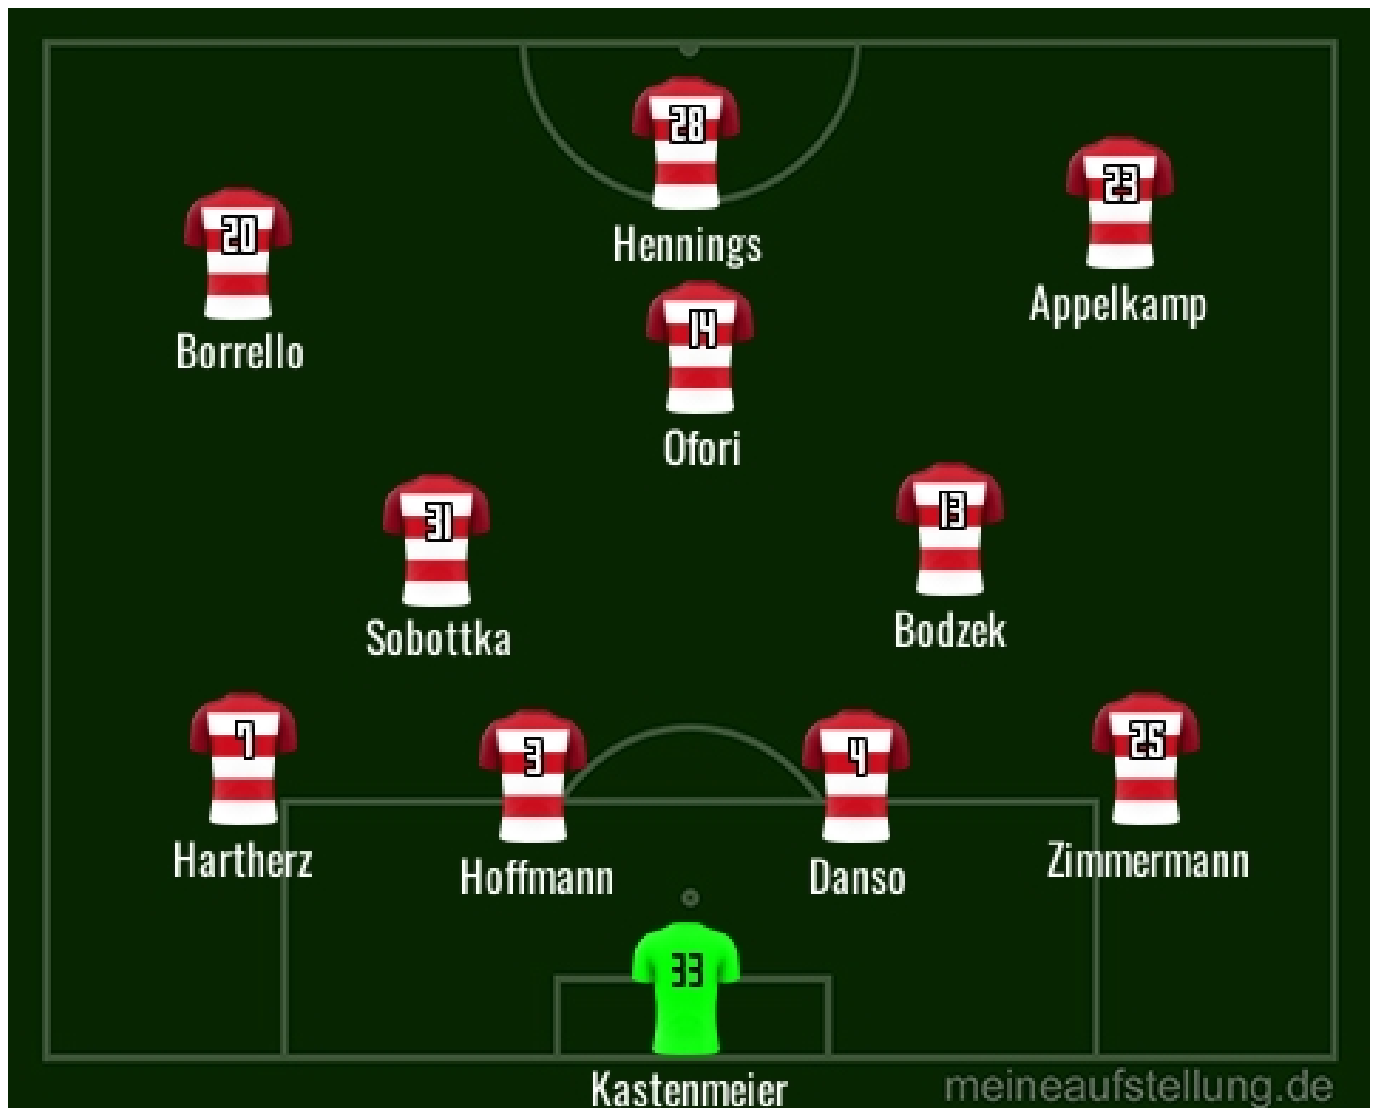 28
Hennings
23
Appelkamp
20
Borrello
14
Ofori
31
Sobottka
13
Bodzek
7
Hartherz
3
Hoffmann
4
Danso
25
Zimmermann
33
Kastenmeier
meineaufstellung.de